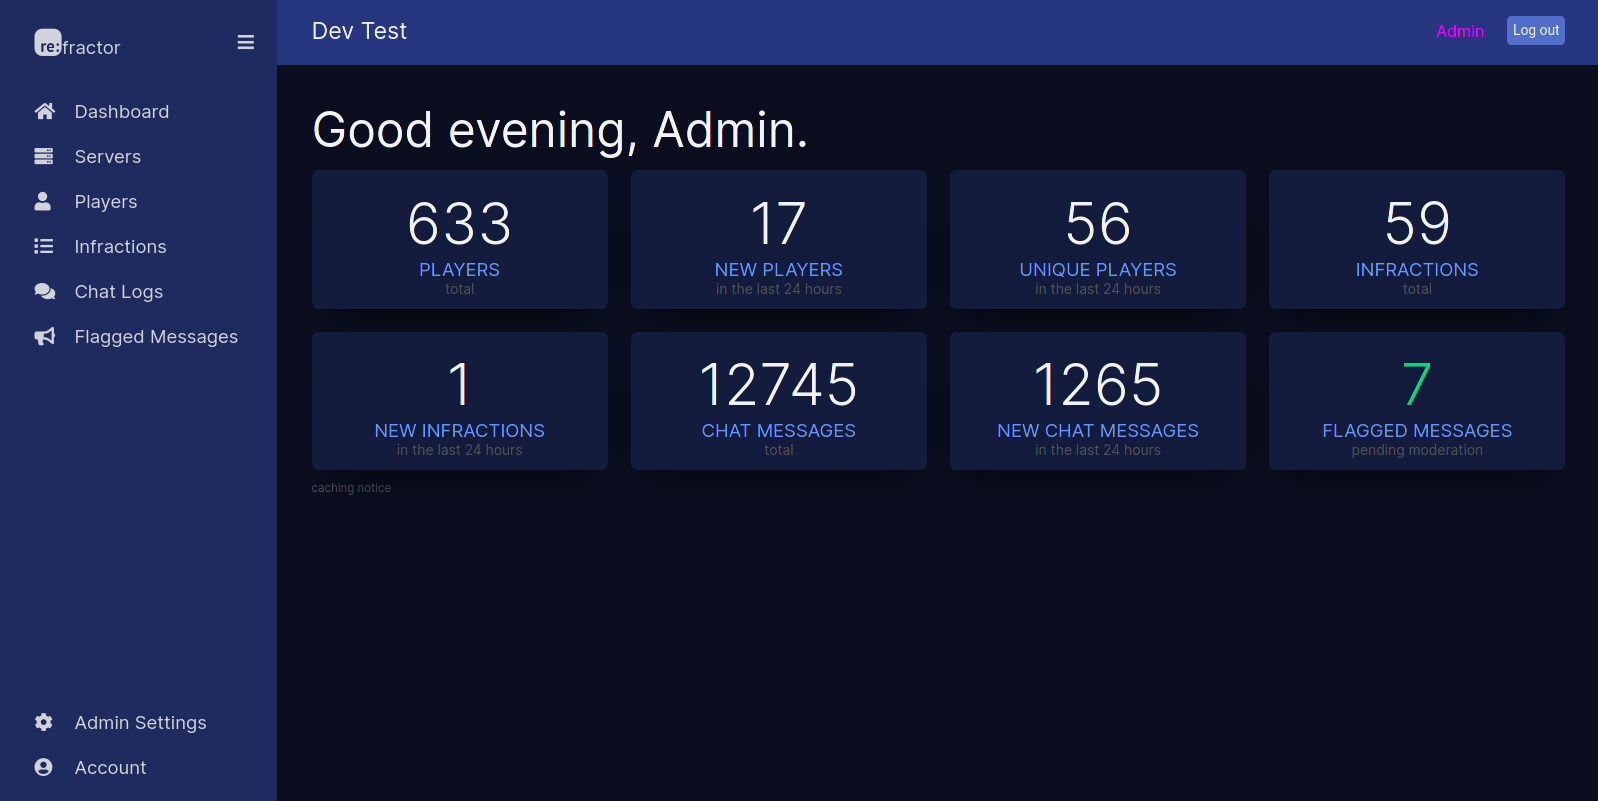 re:fractor
Dashboard
Servers
Players
Infractions
Chat Logs
Flagged Messages
Admin Settings
Account
Dev Test
Admin
Log out
Good evening, Admin.
633
PLAYERS
total
17
NEW PLAYERS
in the last 24 hours
56
UNIQUE PLAYERS
in the last 24 hours
59
INFRACTIONS
total
1
NEW INFRACTIONS
in the last 24 hours
12745
CHAT MESSAGES
total
1265
NEW CHAT MESSAGES
in the last 24 hours
7
FLAGGED MESSAGES
pending moderation
caching notice